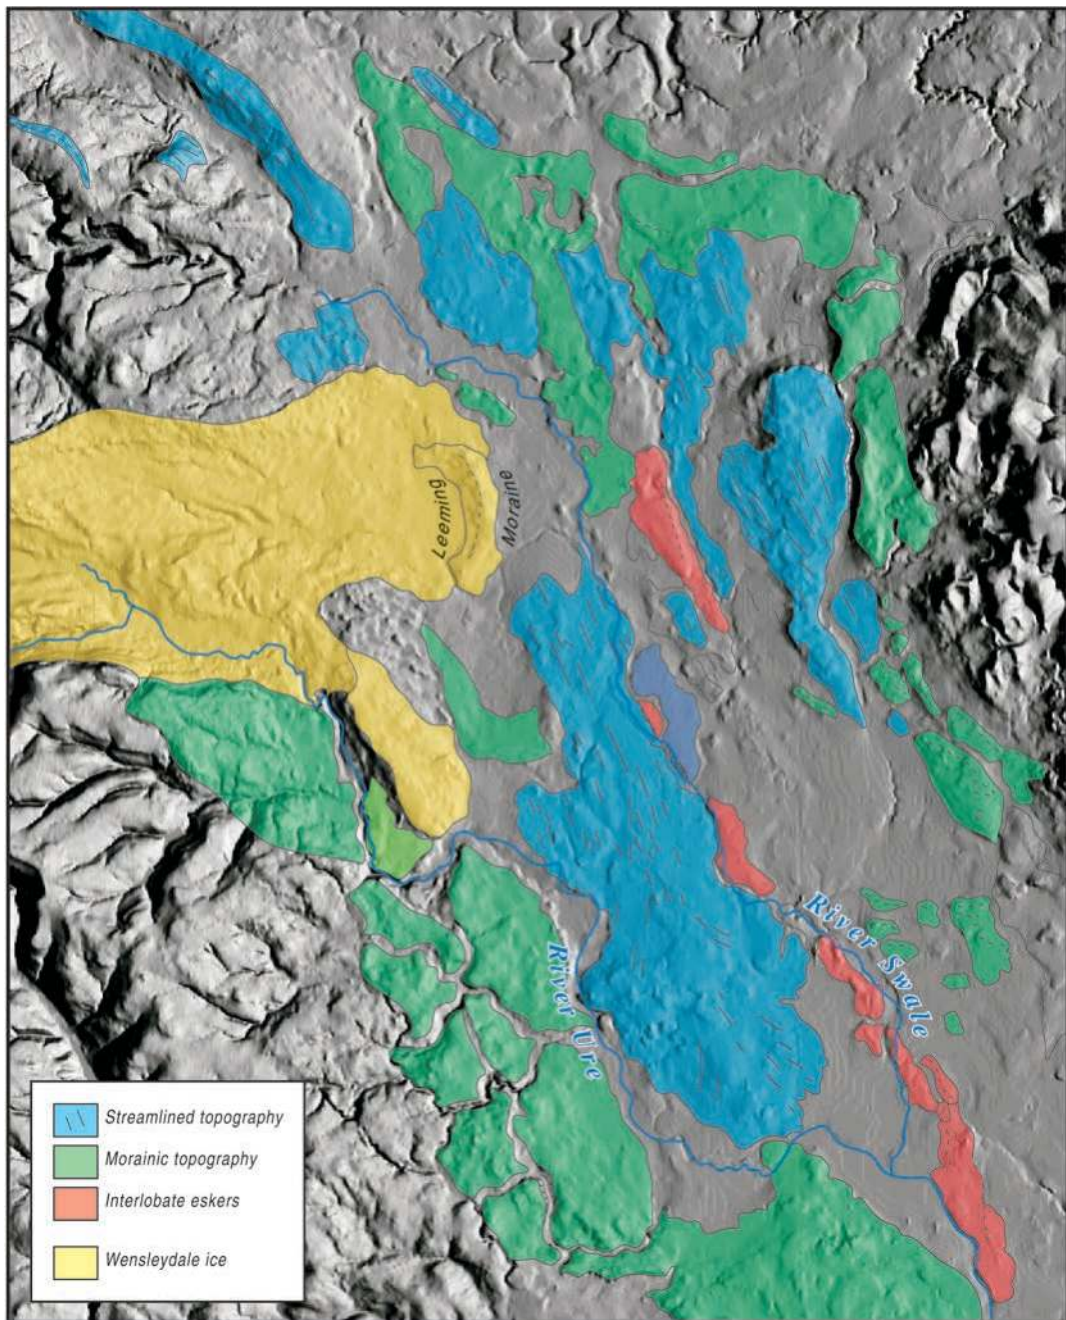 Leeming
Moraine
River Swale
River Ure
Streamlined topography
Morainic topography
Interlobate eskers
Wensleydale ice